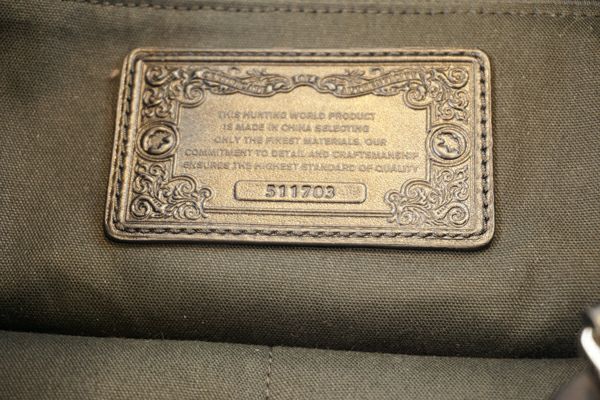 THIS HUNTING WORLD PRODUCT
IS MADE IN CHINA SELECTING
ONLY THE FINEST MATERIALS. OUR
COMMITMENT TO DETAIL AND CRAFTSMANSHIP
ENSURES THE HIGHEST STANDARD OF QUALITY
511703